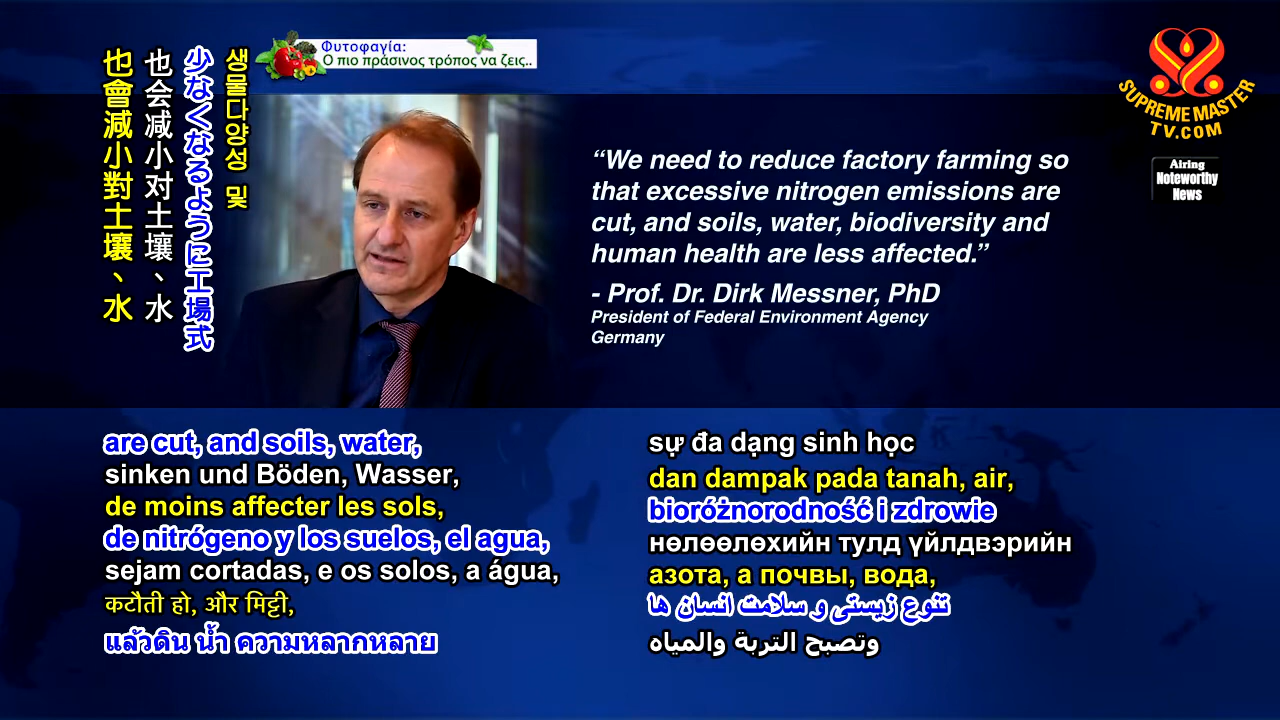 也會減小對土壤、水
也会减小对土壤、水
少なくなるように工場式
생물다양성 및
Φυτοφαγία:
Ο πιο πράσινος τρόπος να ζεις..
SUPREME MASTER
TV.COM
Airing
Noteworthy
News
“We need to reduce factory farming so
that excessive nitrogen emissions are
cut, and soils, water, biodiversity and
human health are less affected.”
- Prof. Dr. Dirk Messner, PhD
President of Federal Environment Agency
Germany
are cut, and soils, water,
sinken und Böden, Wasser,
de moins affecter les sols,
de nitrógeno y los suelos, el agua,
sejam cortadas, e os solos, a água,
कटौती हो, और मिट्टी,
แล้วดิน น้ำ ความหลากหลาย
sự đa dạng sinh học
dan dampak pada tanah, air,
bioróżnorodność i zdrowie
нөлөөлөхийн тулд үйлдвэрийн
азота, а почвы, вода,
تنوع زیستی و سلامت انسان ها
وتصبح التربة والمياه